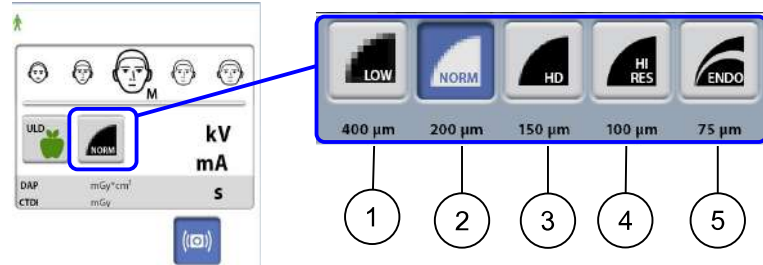 M
ULD
NORM
kV
mA
DAP mGy*cm²
s
CTDI mGy
LOW
NORM
HD
HI
RES
ENDO
400 µm 200 µm 150 µm 100 µm 75 µm
1 2 3 4 5